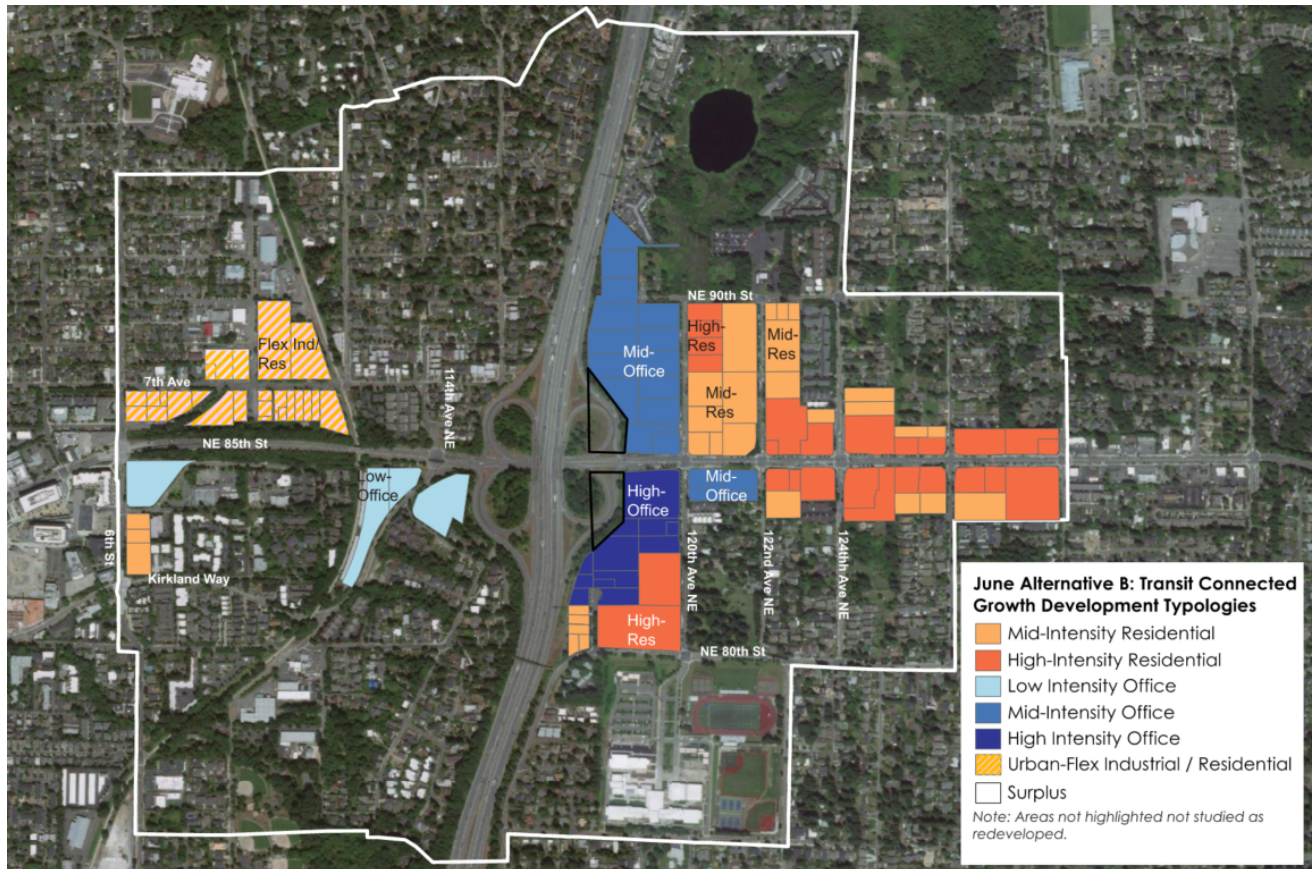 NE 90th St
High-
Res
Mid-
Res
Flex Ind/
Res
Mid-
Office
7th Ave
114th Ave NE
Mid-
Res
NE 85th St
Low-
Office
High-
Office
Mid-
Office
6th St
Kirkland Way
120th Ave NE
122nd Ave NE
124thh Ave NE
High-
Res
NE 80th St
June Alternative B: Transit Connected
Growth Development Typologies
Mid-Intensity Residential
High-Intensity Residential
Low Intensity Office
Mid-Intensity Office
High Intensity Office
Urban-Flex Industrial / Residential
Surplus
Note: Areas not highlighted not studied as
redeveloped.